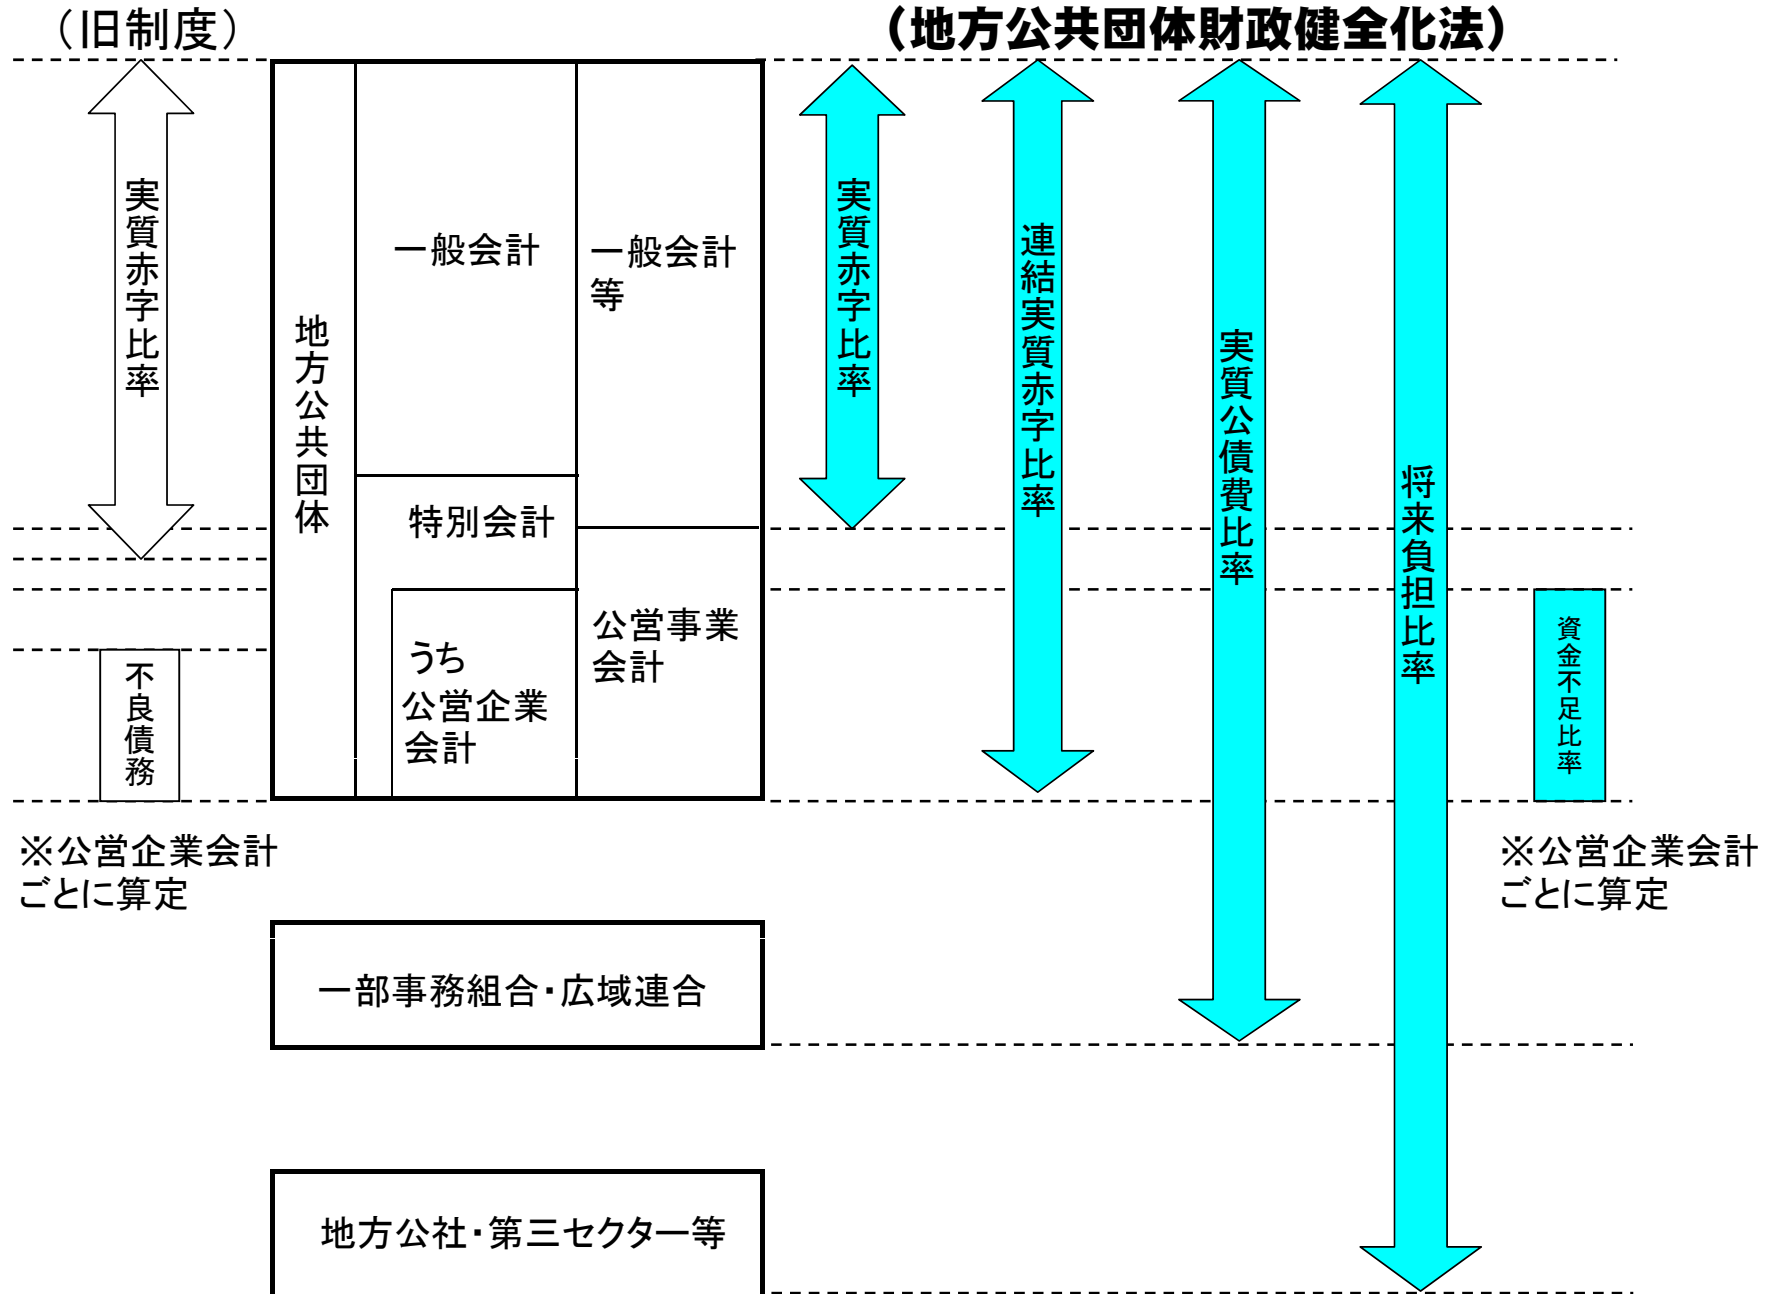 （旧制度）
（地方公共団体財政健全化法）
実質赤字比率
不良債務
※公営企業会計
ごとに算定
地方公共団体
一般会計
特別会計
うち
公営企業
会計
一般会計
等
公営事業
会計
実質赤字比率
連結実質赤字比率
実質公債費比率
将来負担比率
資金不足比率
※公営企業会計
ごとに算定
一部事務組合・広域連合
地方公社・第三セクター等